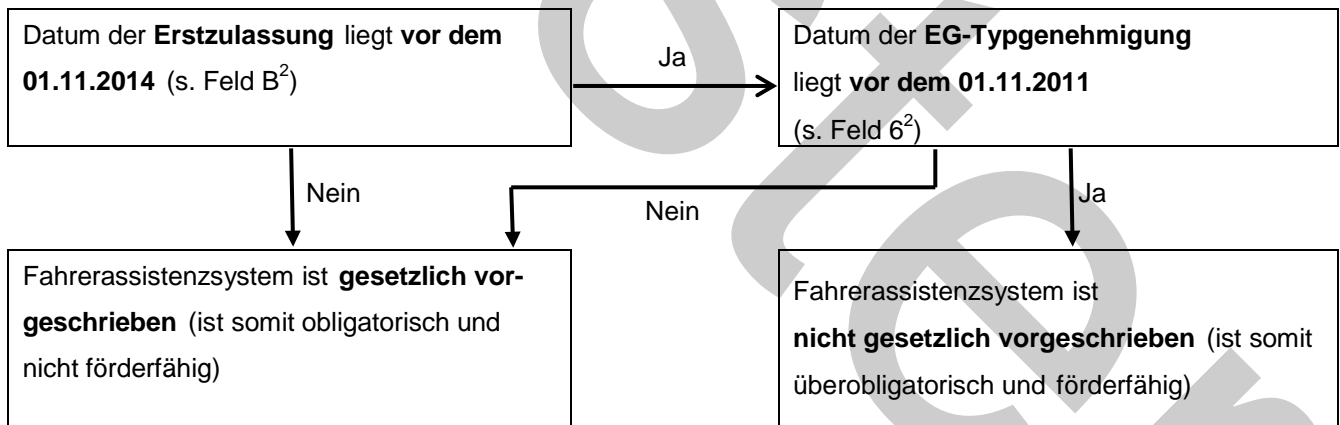 Datum der Erstzulassung liegt vor dem
01.11.2014 (s. Feld B²)
Ja
Datum der EG-Typgenehmigung
liegt vor dem 01.11.2011
(s. Feld 6²)
Nein
Nein
Ja
Fahrerassistenzsystem ist gesetzlich vor-
geschrieben (ist somit obligatorisch und
nicht förderfähig)
Fahrerassistenzsystem ist
nicht gesetzlich vorgeschrieben (ist somit
überobligatorisch und förderfähig)